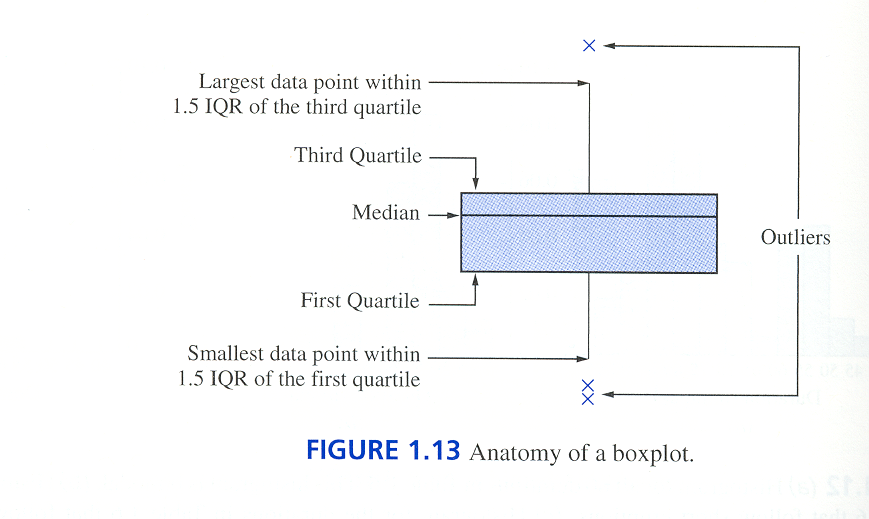 Largest data point within
1.5 IQR of the third quartile
Third Quartile
Median
Outliers
First Quartile
Smallest data point within
1.5 IQR of the first quartile
FIGURE 1.13 Anatomy of a boxplot.